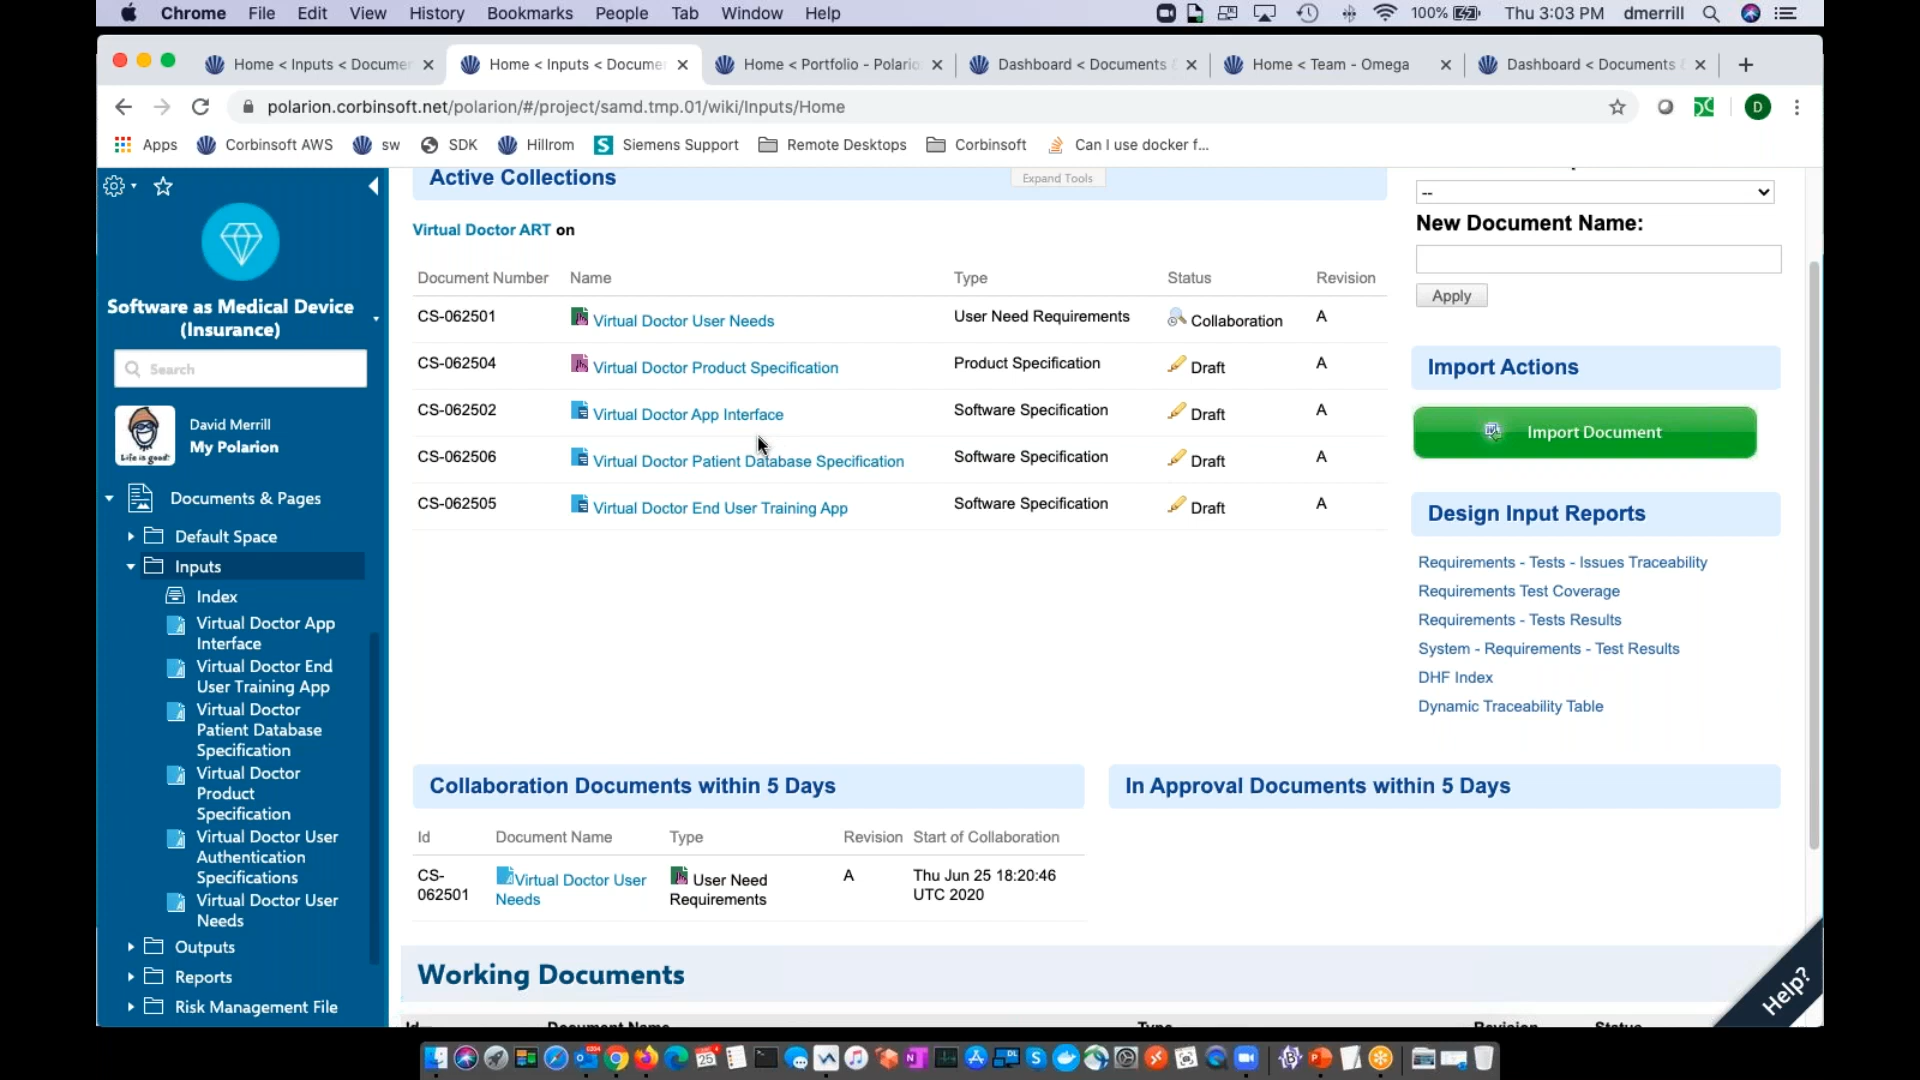 Chrome File Edit View History Bookmarks People Tab Window Help 100% Thu 3:03 PM dmerrill
Home < Inputs < Documen Home < Inputs < Docume Home < Portfolio - Polario Dashboard < Documents Home < Team - Omega Dashboard < Documents
polarion.corbinsoft.net/polarion/#/project/samd.tmp.01/wiki/Inputs/Home D
Apps Corbinsoft AWS sw SDK Hillrom S Siemens Support Remote Desktops Corbinsoft Can I use docker f...
Software as Medical Device
(Insurance)
Search
Life is good
David Merrill
My Polarion
Documents & Pages
Default Space
Inputs
Index
Virtual Doctor App
Interface
Virtual Doctor End
User Training App
Virtual Doctor
Patient Database
Specification
Virtual Doctor
Product
Specification
Virtual Doctor User
Authentication
Specifications
Virtual Doctor User
Needs
Outputs
Reports
Risk Management File
Active Collections
Expand Tools
Virtual Doctor ART on
Document Number Name Type Status Revision
CS-062501 Virtual Doctor User Needs User Need Requirements Collaboration A
CS-062504 Virtual Doctor Product Specification Product Specification Draft A
CS-062502 Virtual Doctor App Interface Software Specification Draft A
CS-062506 Virtual Doctor Patient Database Specification Software Specification Draft A
CS-062505 Virtual Doctor End User Training App Software Specification Draft A
--
New Document Name:
Apply
Import Actions
Import Document
Design Input Reports
Requirements - Tests - Issues Traceability
Requirements Test Coverage
Requirements - Tests Results
System - Requirements - Test Results
DHF Index
Dynamic Traceability Table
Collaboration Documents within 5 Days
Id Document Name Type Revision Start of Collaboration
CS-
062501
Virtual Doctor User
Needs
User Need
Requirements
A
Thu Jun 25 18:20:46
UTC 2020
In Approval Documents within 5 Days
Working Documents
Id Document Name Type Revision Status
Help?